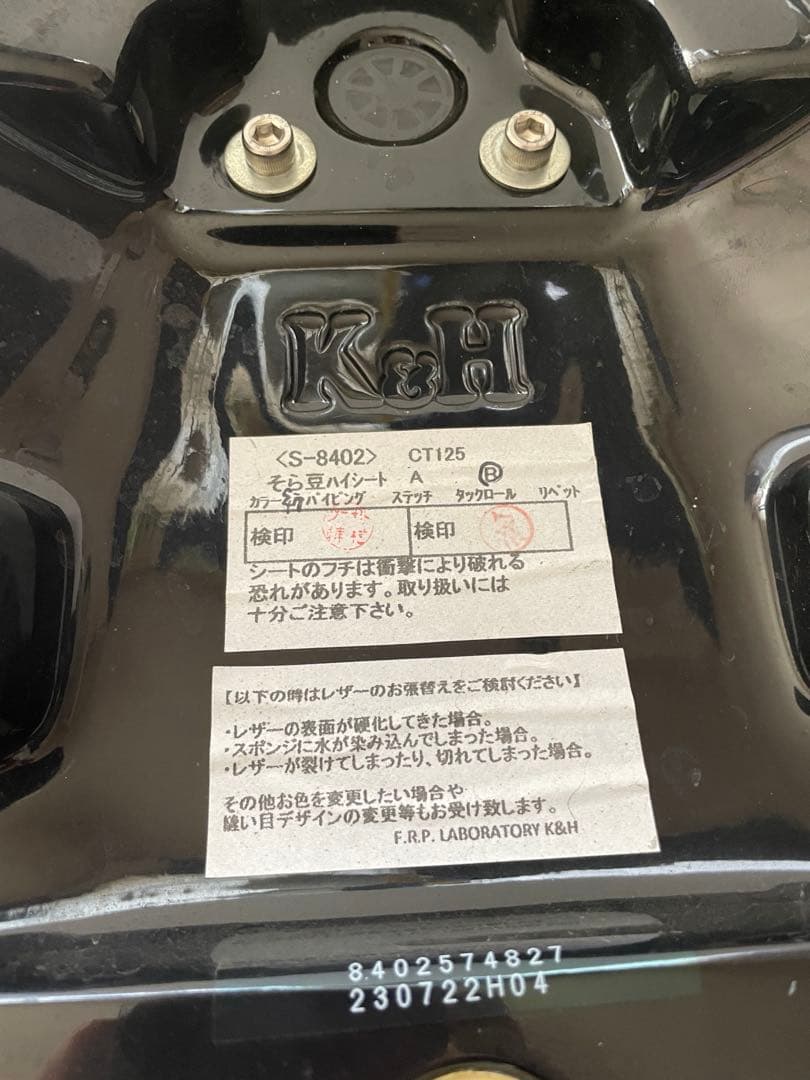 K&H
<S-8402> CT125
そら豆ハイシート A Ⓑ
カラー パイピング ステッチ タックロール リベット
検印 検印
シートのフチは衝撃により破れる
恐れがあります。取り扱いには
十分ご注意下さい。
【以下の時はレザーのお張替えをご検討ください】
・レザーの表面が硬化してきた場合。
・スポンジに水が染み込んでしまった場合。
・レザーが裂けてしまったり、切れてしまった場合。
その他お色を変更したい場合や
縫い目デザインの変更等もお受け致します。
F.R.P. LABORATORY K&H
8402574827
230722H04